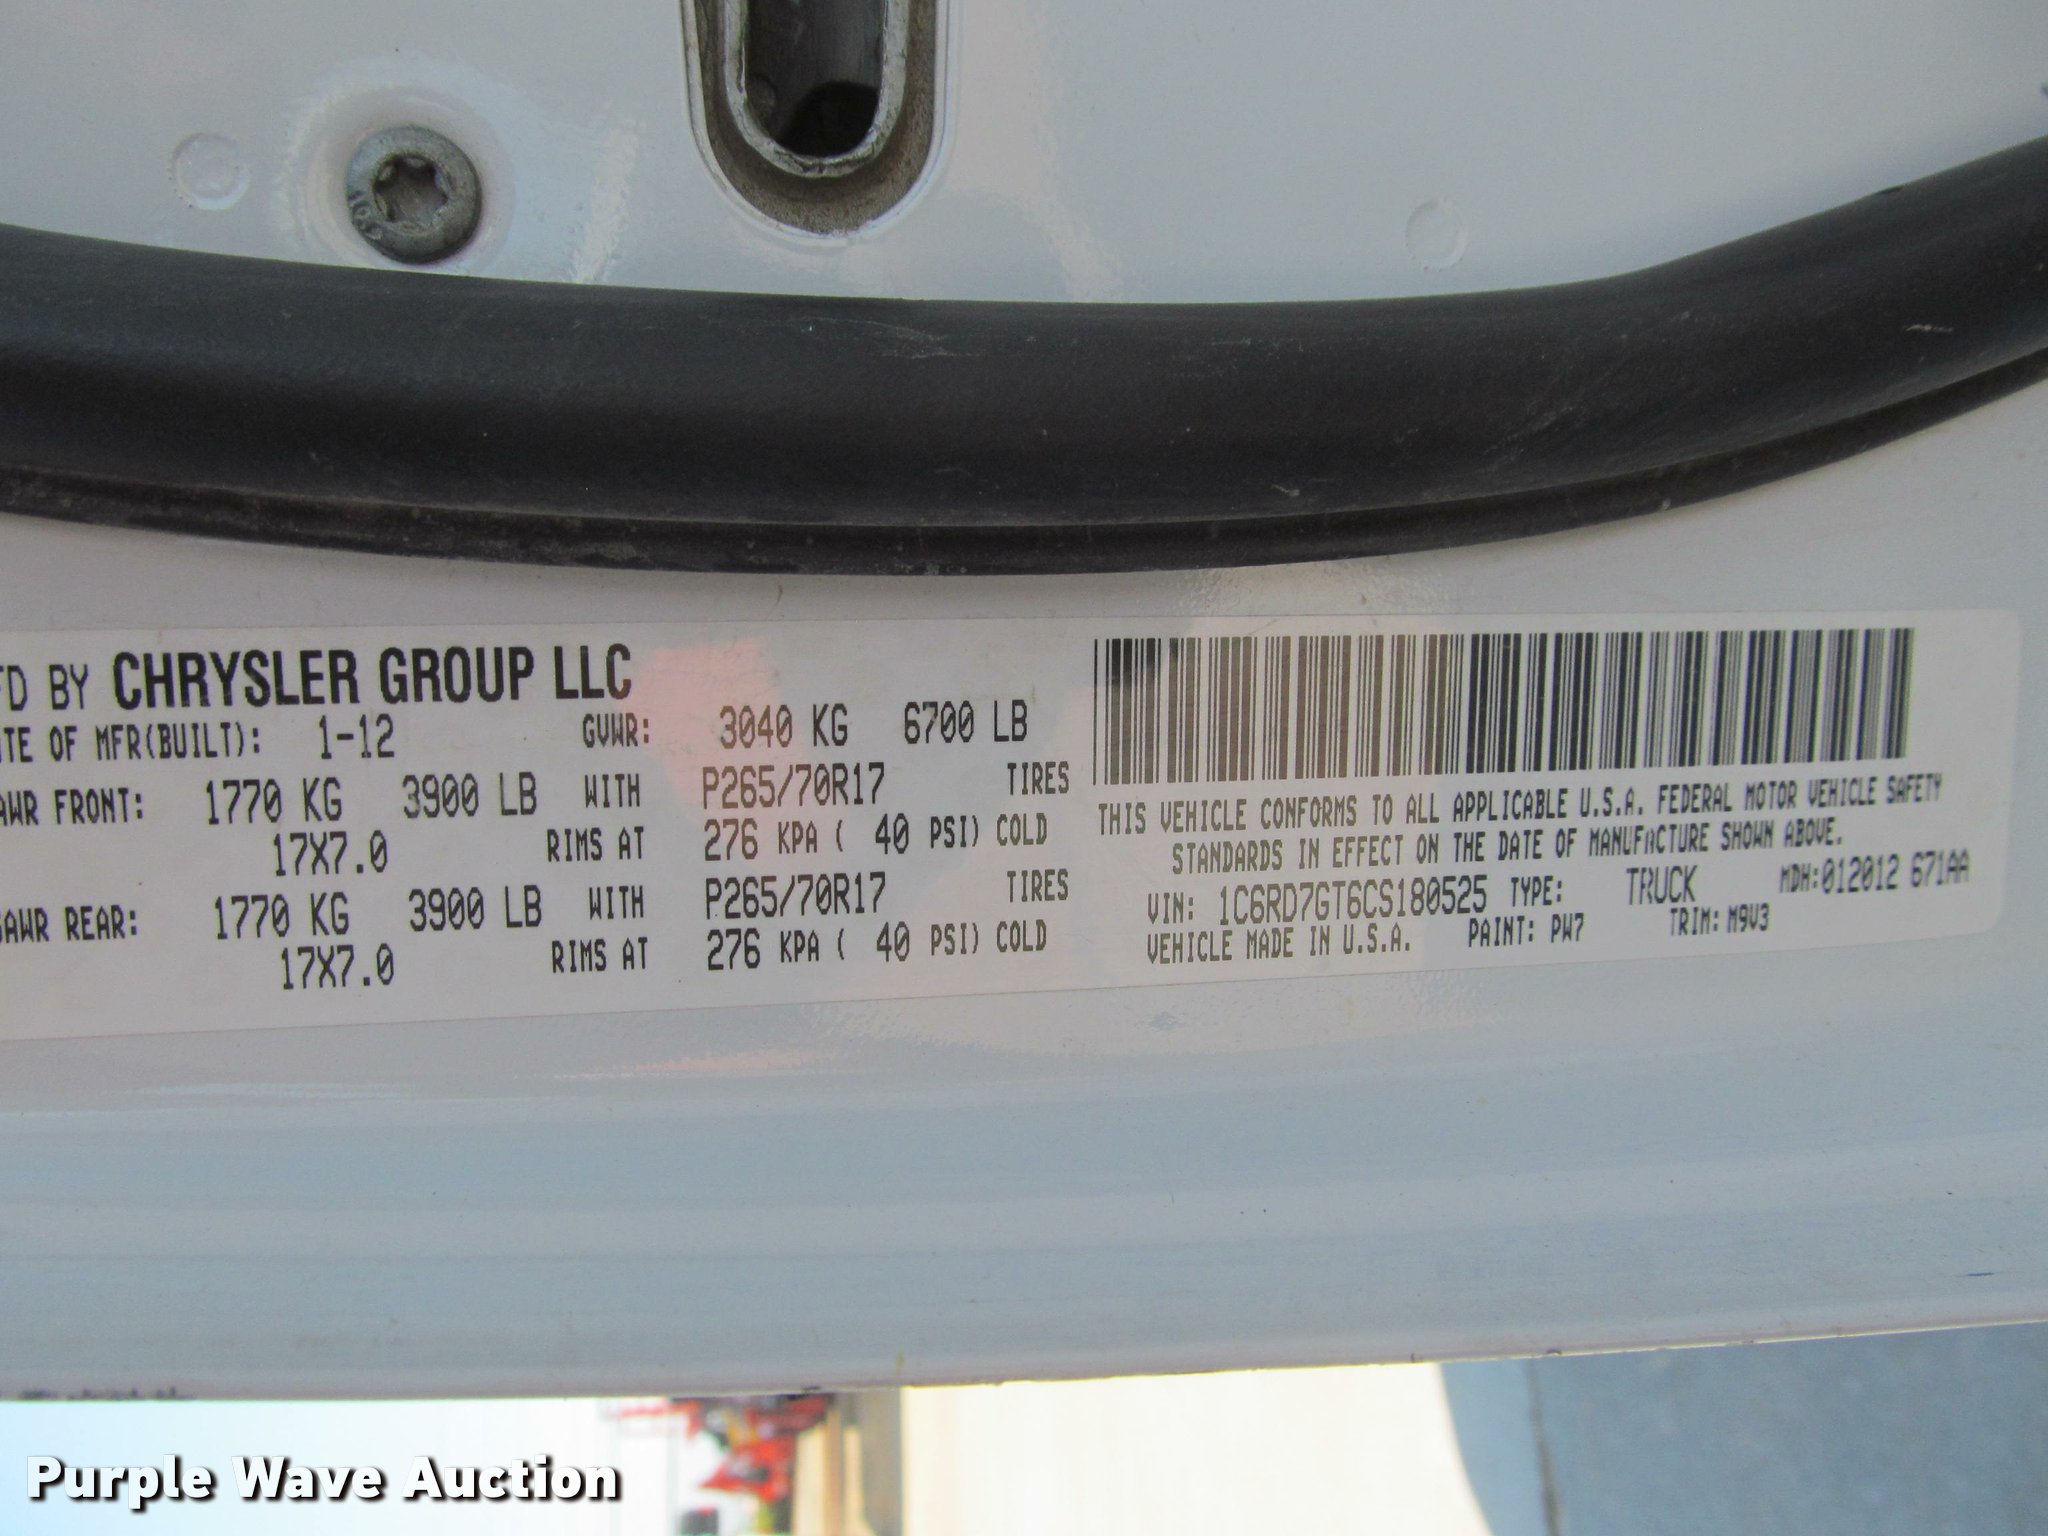 FD BY CHRYSLER GROUP LLC
TE OF MFR(BUILT): 1-12 GVWR: 3040 KG 6700 LB
AWR FRONT: 1770 KG 3900 LB WITH P265/70R17 TIRES
17X7.0 RIMS AT 276 KPA ( 40 PSI) COLD
GAWR REAR: 1770 KG 3900 LB WITH P265/70R17 TIRES
17X7.0 RIMS AT 276 KPA ( 40 PSI) COLD
THIS VEHICLE CONFORMS TO ALL APPLICABLE U.S.A. FEDERAL MOTOR VEHICLE SAFETY
STANDARDS IN EFFECT ON THE DATE OF MANUFACTURE SHOWN ABOVE.
VIN: 1C6RD7GT6CS180525 TYPE: TRUCK MDH:012012 671AA
VEHICLE MADE IN U.S.A. PAINT: PW7 TRIM: M9V3
Purple Wave Auction